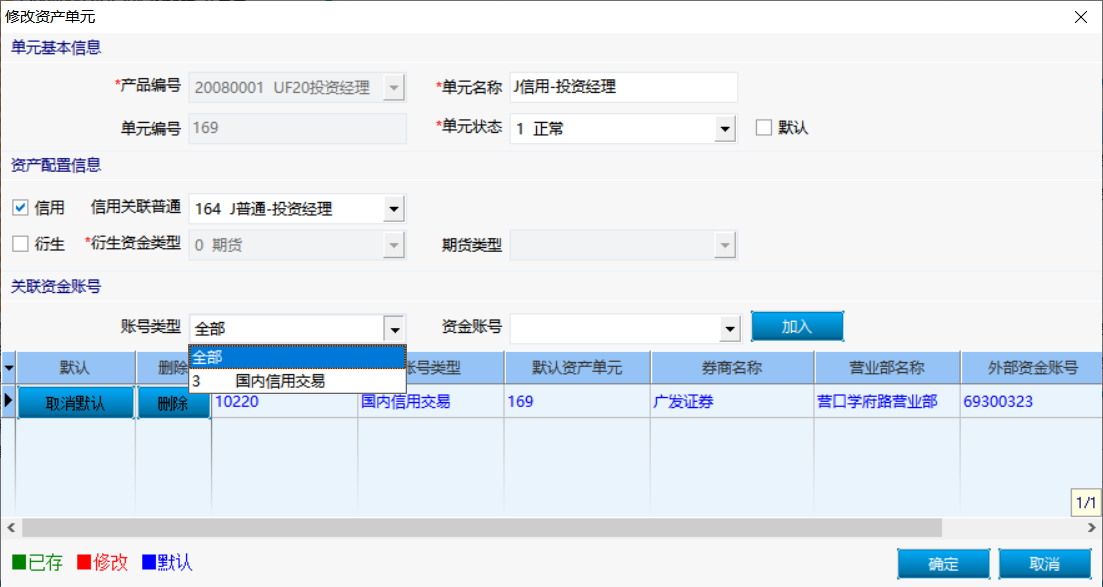 修改资产单元
单元基本信息
*产品编号 20080001 UF20投资经理 *单元名称 J信用-投资经理
单元编号 169 *单元状态 1 正常 默认
资产配置信息
信用 信用关联普通 164 J普通-投资经理
衍生 *衍生资金类型 0 期货 期货类型
关联资金账号
账号类型 全部 资金账号 加入
全部
3 国内信用交易
默认 删除 账号类型 默认资产单元 券商名称 营业部名称 外部资金账号
取消默认 删除 10220 国内信用交易 169 广发证券 营口学府路营业部 69300323
1/1
已存 修改 默认 确定 取消